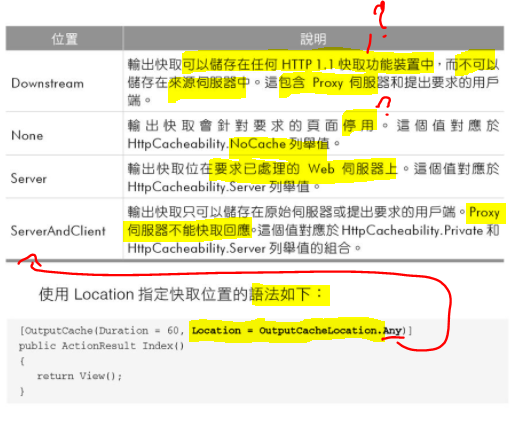 位置 說明
Downstream
輸出快取可以儲存在任何 HTTP 1.1 快取功能裝置中，而不可以
儲存在來源伺服器中。這包含 Proxy 伺服器和提出要求的用戶
端。
None
輸出快取會針對要求的頁面停用。這個值對應於
HttpCacheability.NoCache 列舉值。
Server
輸出快取位在要求已處理的 Web 伺服器上。這個值對應於
HttpCacheability.Server 列舉值。
ServerAndClient
輸出快取只可以儲存在原始伺服器或提出要求的用戶端。Proxy
伺服器不能快取回應。這個值對應於 HttpCacheability.Private 和
HttpCacheability.Server 列舉值的組合。
使用 Location 指定快取位置的語法如下：
[OutputCache(Duration = 60, Location = OutputCacheLocation.Any)]
public ActionResult Index()
{
return View();
}
?
?